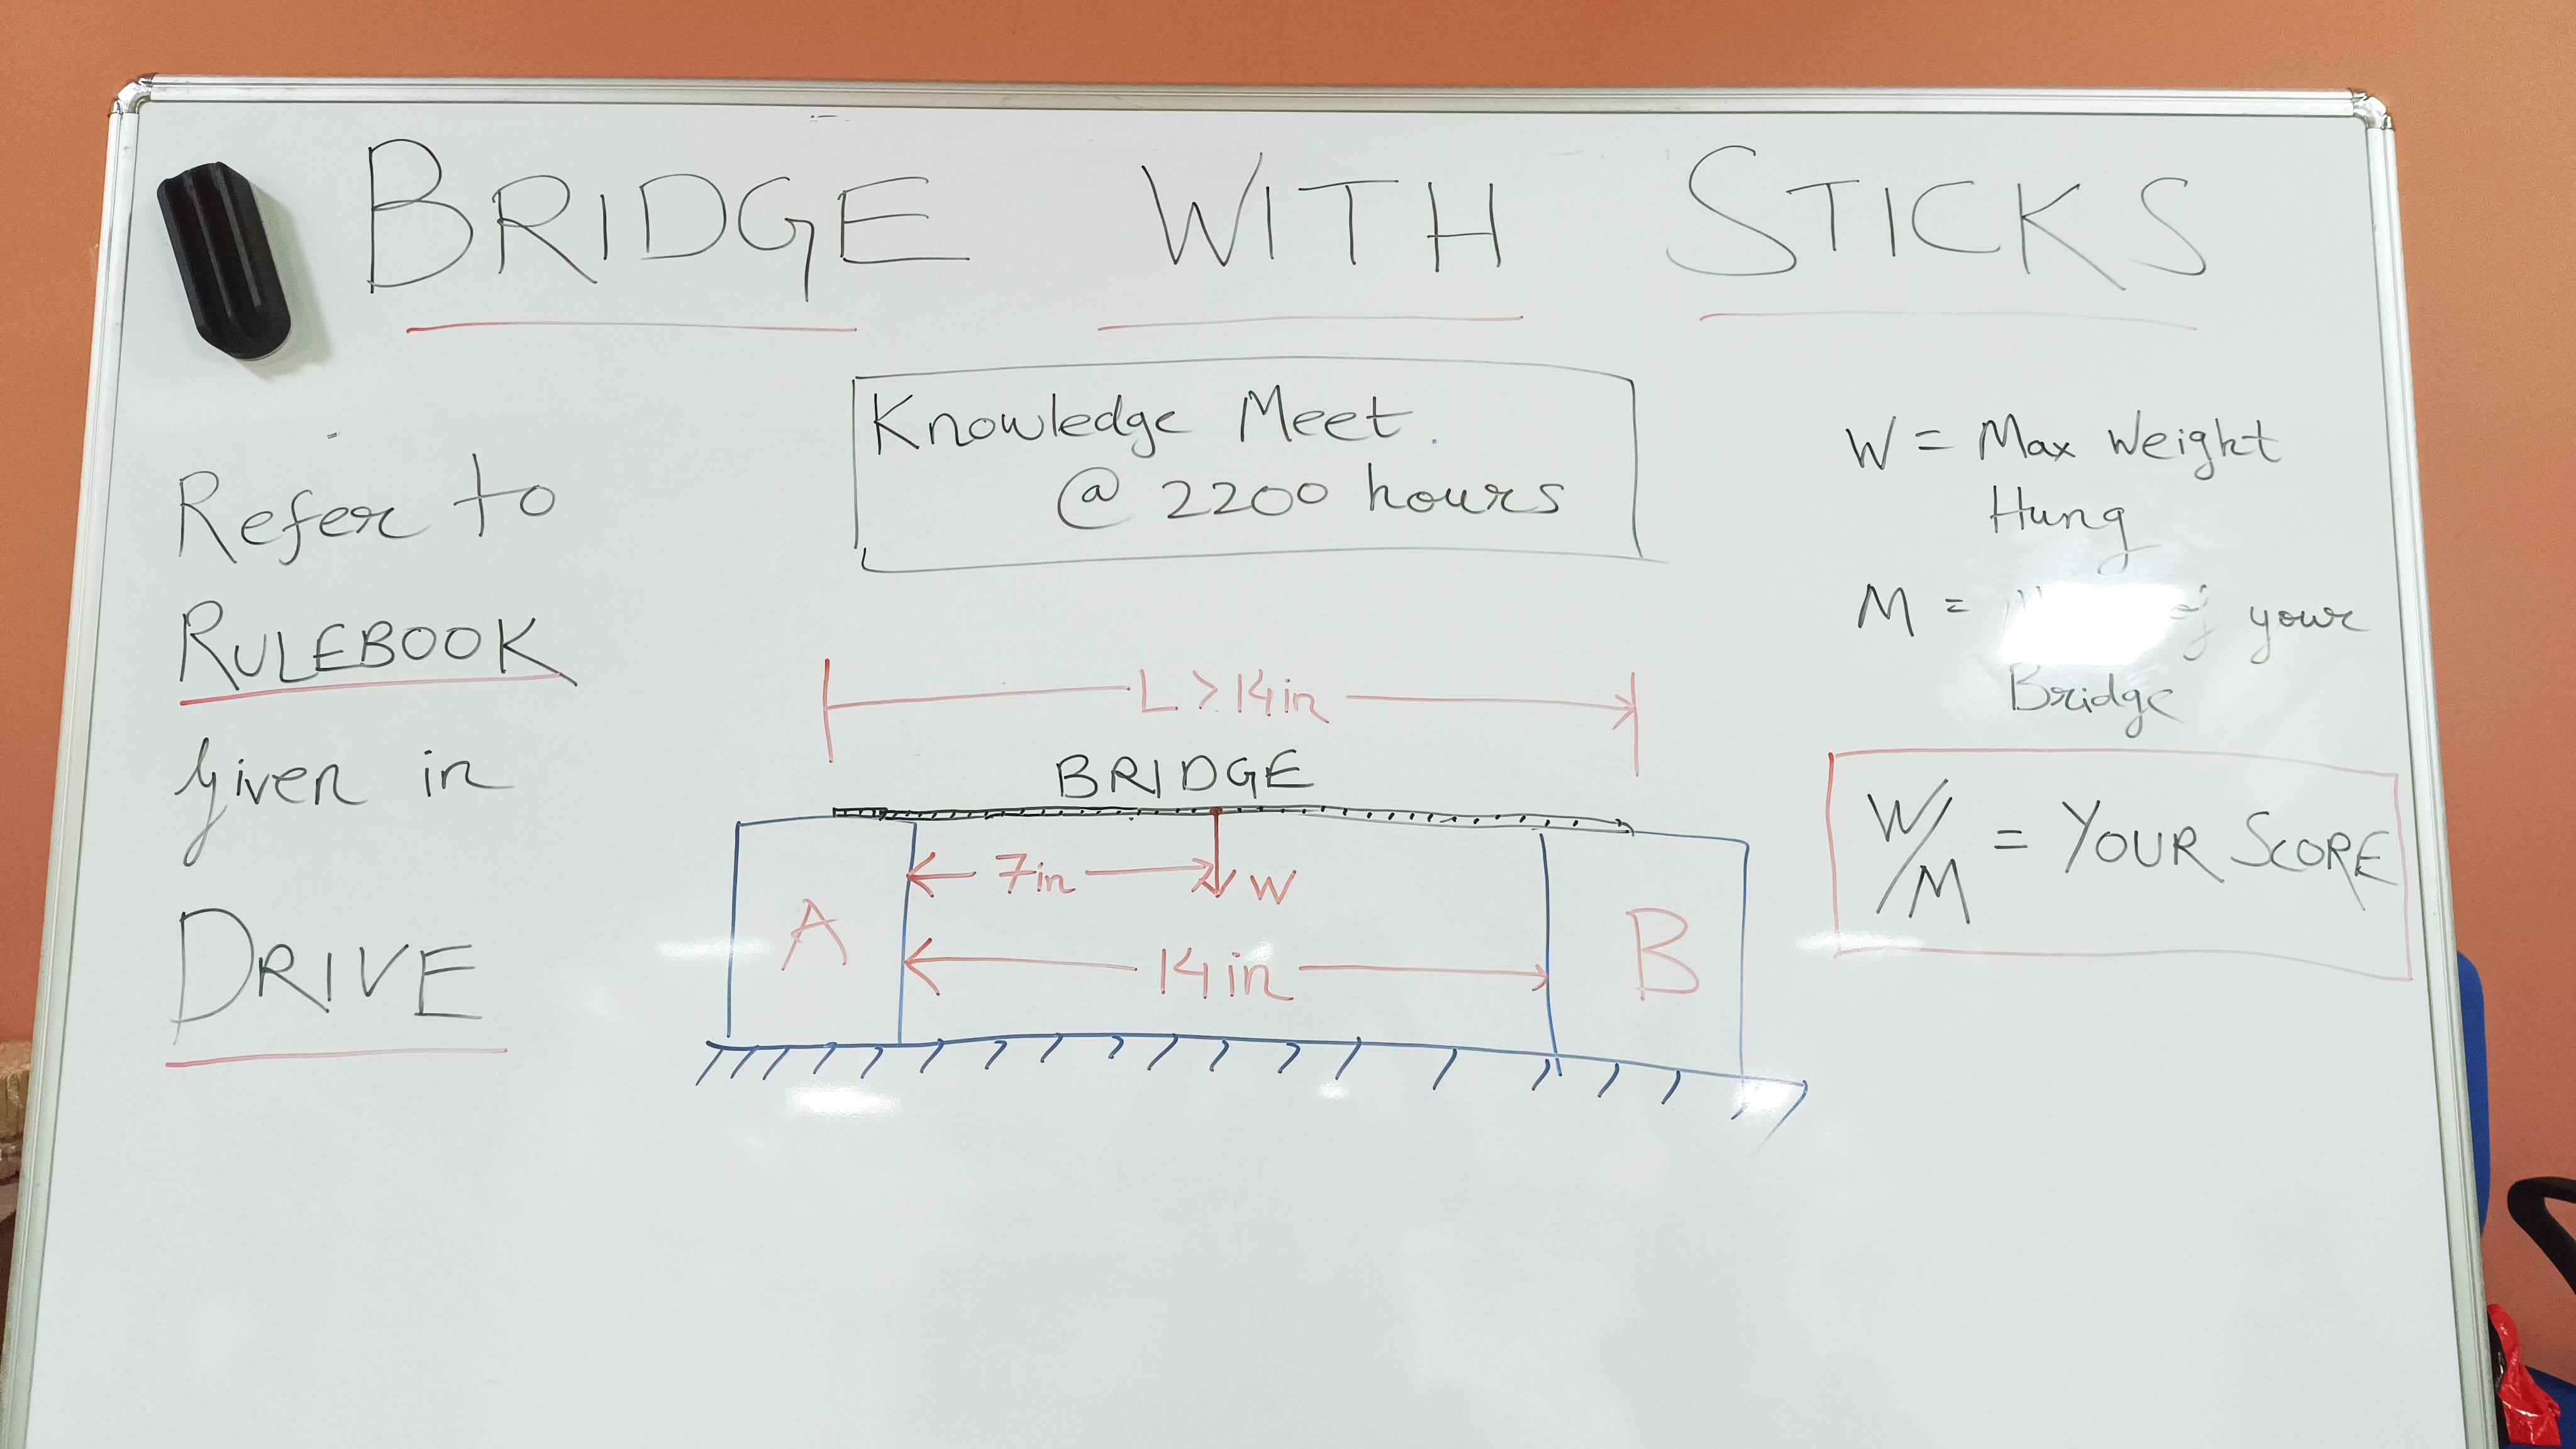 BRIDGE WITH STICKS
Knowledge Meet.
@ 2200 hours
Refer to
RULEBOOK
given in
DRIVE
L > 14in
BRIDGE
7in
W
A
14in
B
W = Max Weight
Hung
M = of your
Bridge
W/M = YOUR SCORE